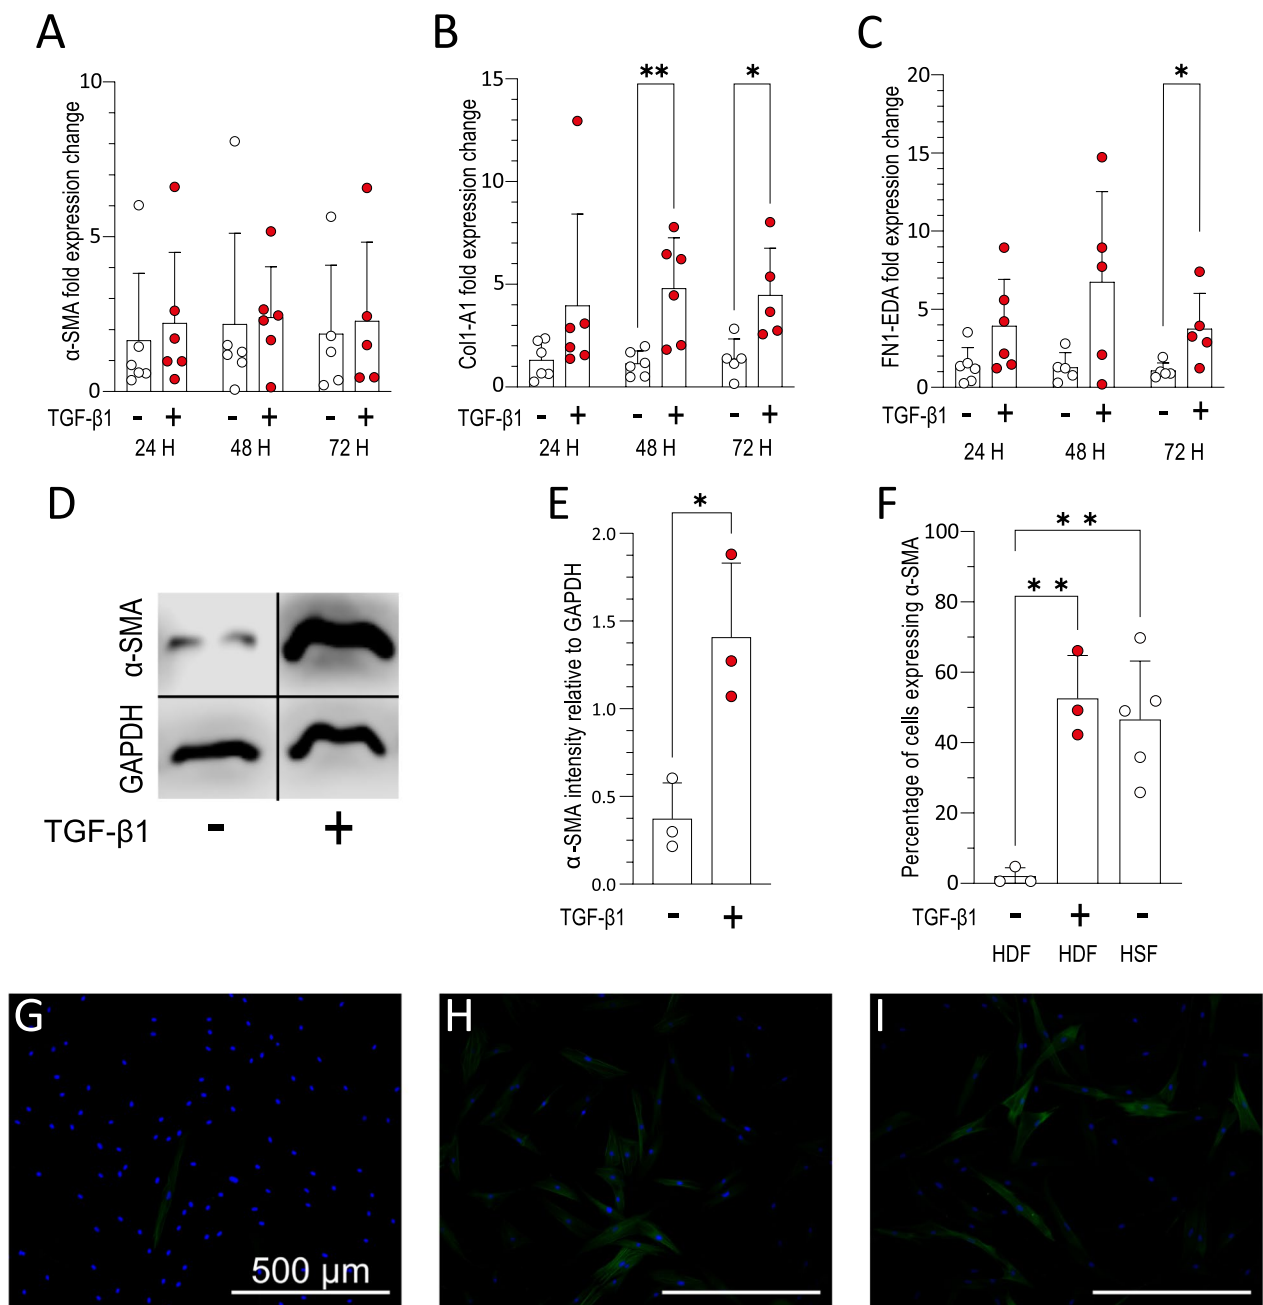 A
α-SMA fold expression change
10
5
0
TGF-β1 - + - + - +
24 H 48 H 72 H
B
Col1-A1 fold expression change
15
10
5
0
** *
TGF-β1 - + - + - +
24 H 48 H 72 H
C
FN1-EDA fold expression change
20
15
10
5
0
*
TGF-β1 - + - + - +
24 H 48 H 72 H
D
α-SMA
GAPDH
TGF-β1 - +
E
α-SMA intensity relative to GAPDH
2.0
1.5
1.0
0.5
0.0
*
TGF-β1 - +
F
Percentage of cells expressing α-SMA
100
80
60
40
20
0
* *
* *
TGF-β1 - + -
HDF HDF HSF
G
500 µm
H
I